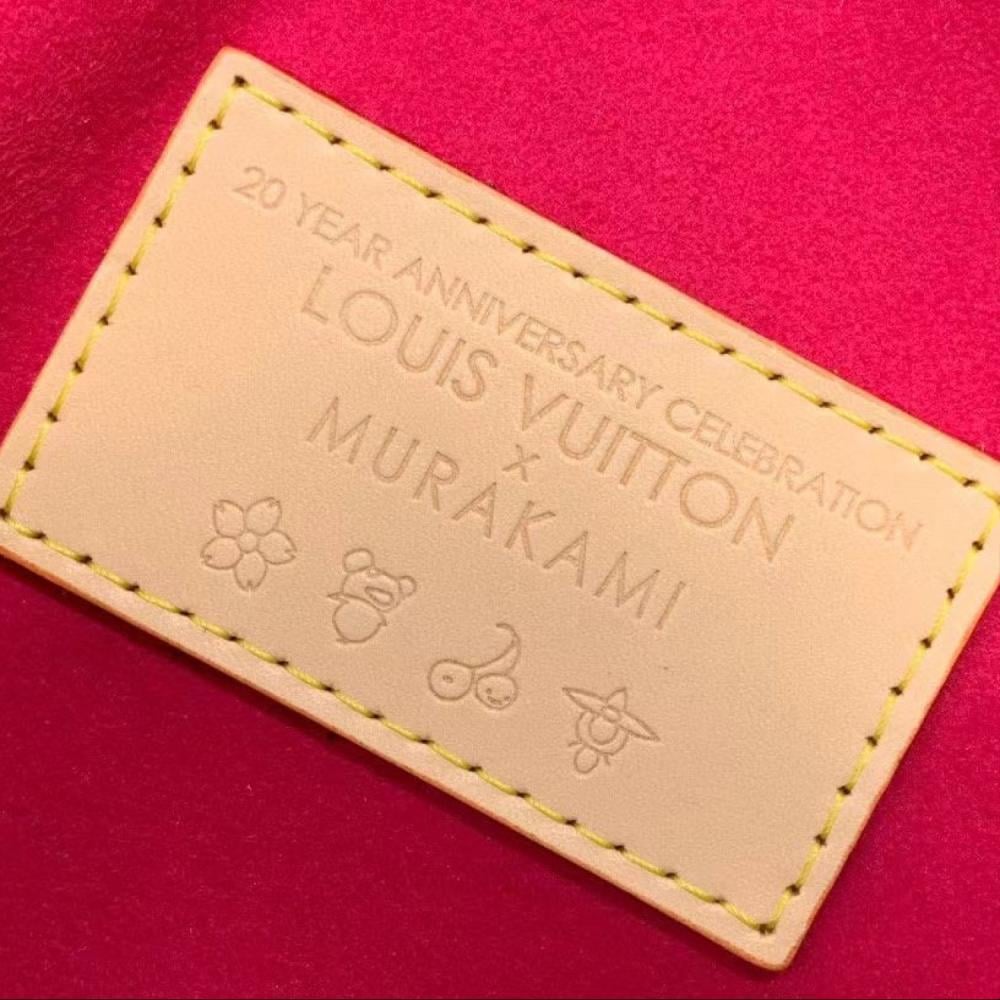 20 YEAR ANNIVERSARY CELEBRATION
LOUIS VUITTON
x
MURAKAMI